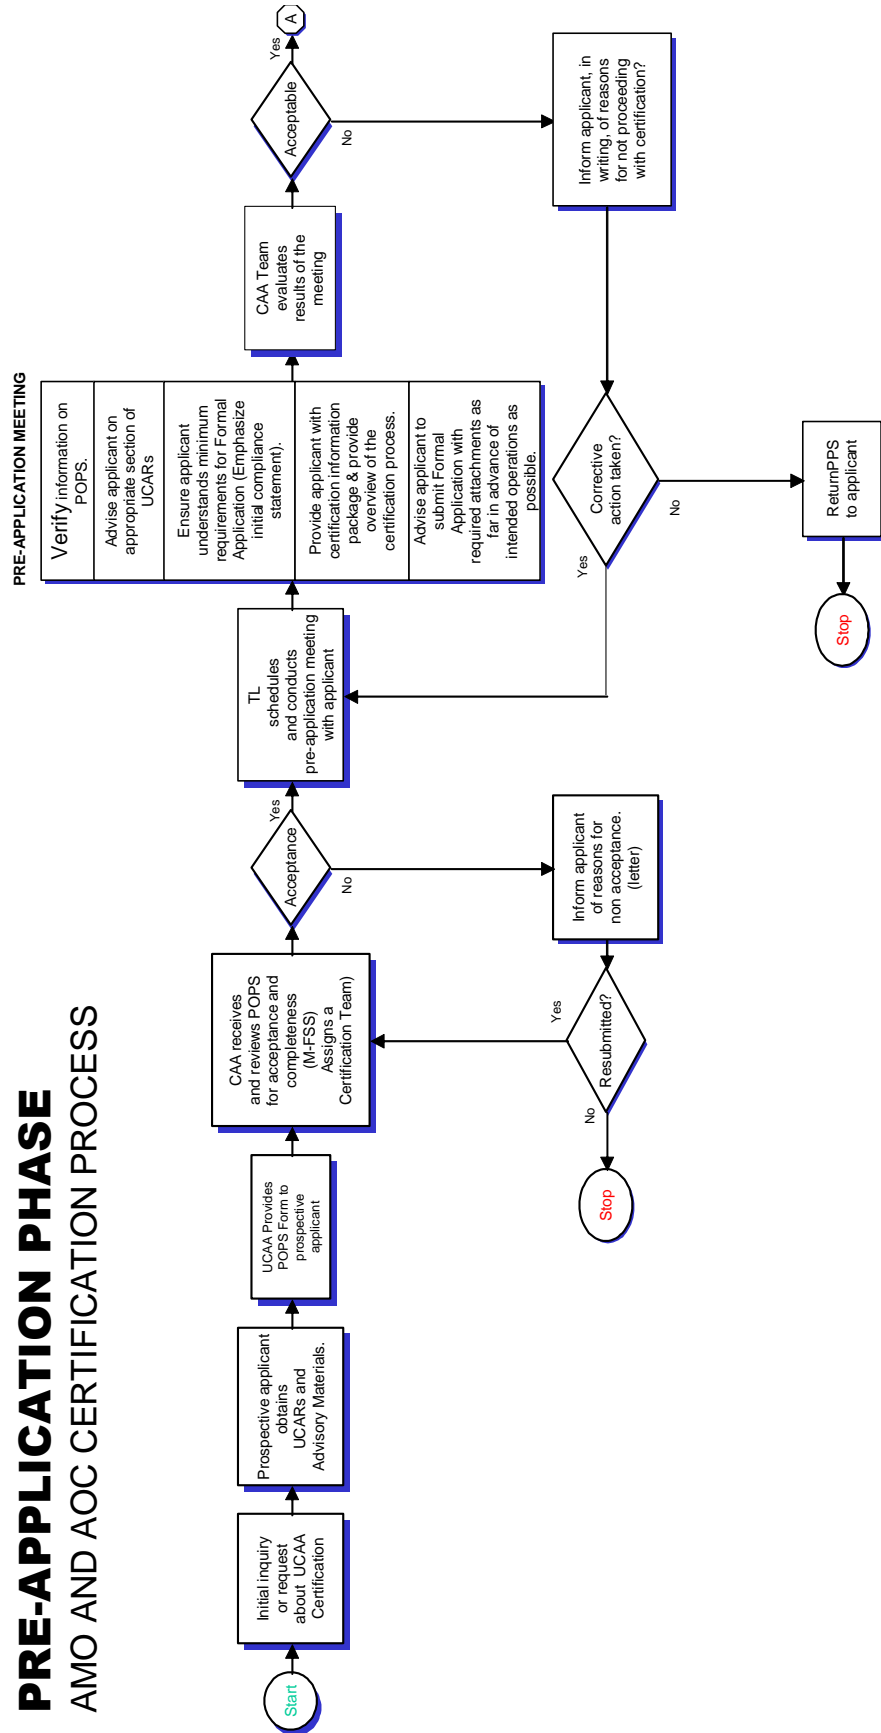 PRE-APPLICATION PHASE
AMO AND AOC CERTIFICATION PROCESS
Start
Initial inquiry
or request
about UCAA
Certification
Prospective applicant
obtains
UCARs and
Advisory Materials.
UCAA Provides
POPS Form to
prospective
applicant
CAA receives
and reviews POPS
for acceptance and
completeness
(M-FSS)
Assigns a
Certification Team)
Acceptance
Yes
No
Inform applicant
of reasons for
non acceptance.
(letter)
Resubmitted?
Yes
No
Stop
TL
schedules
and conducts
pre-application meeting
with applicant
PRE-APPLICATION MEETING
Verify information on
POPS.
Advise applicant on
appropriate section of
UCARs
Ensure applicant
understands minimum
requirements for Formal
Application (Emphasize
initial compliance
statement).
Provide applicant with
certification information
package & provide
overview of the
certification process.
Advise applicant to
submit Formal
Application with
required attachments as
far in advance of
intended operations as
possible.
CAA Team
evaluates
results of the
meeting
Acceptable
Yes
A
No
Inform applicant, in
writing, of reasons
for not proceeding
with certification?
Corrective
action taken?
Yes
No
ReturnPPS
to applicant
Stop